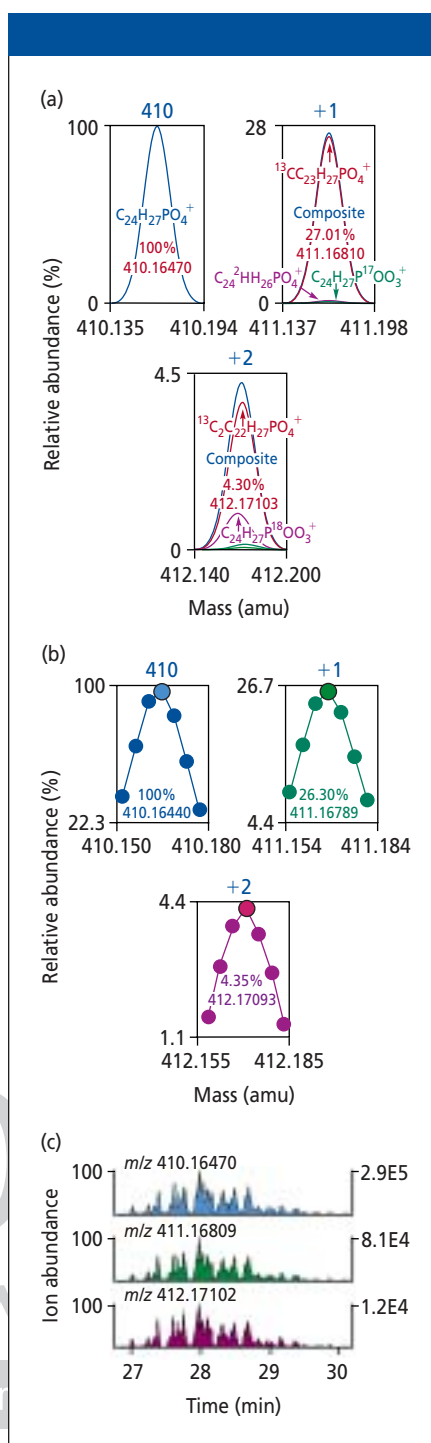 (a)
410
+1
Relative abundance (%)
100
0
C₂₄H₂₇PO₄⁺
100%
410.16470
410.135 410.194
28
0
¹³CC₂₃H₂₇PO₄⁺
Composite
27.01%
411.16810
C₂₄²HH₂₆PO₄⁺
C₂₄H₂₇P¹⁷OO₃⁺
411.137 411.198
+2
4.5
0
¹³C₂C₂₂H₂₇PO₄⁺
Composite
4.30%
412.17103
C₂₄H₂₇P¹⁸OO₃⁺
412.140 412.200
Mass (amu)
(b)
410
+1
Relative abundance (%)
100
22.3
100%
410.16440
410.150 410.180
26.7
4.4
26.30%
411.16789
411.154 411.184
+2
4.4
1.1
4.35%
412.17093
412.155 412.185
Mass (amu)
(c)
Ion abundance
100 m/z 410.16470 2.9E5
100 m/z 411.16809 8.1E4
100 m/z 412.17102 1.2E4
27 28 29 30
Time (min)